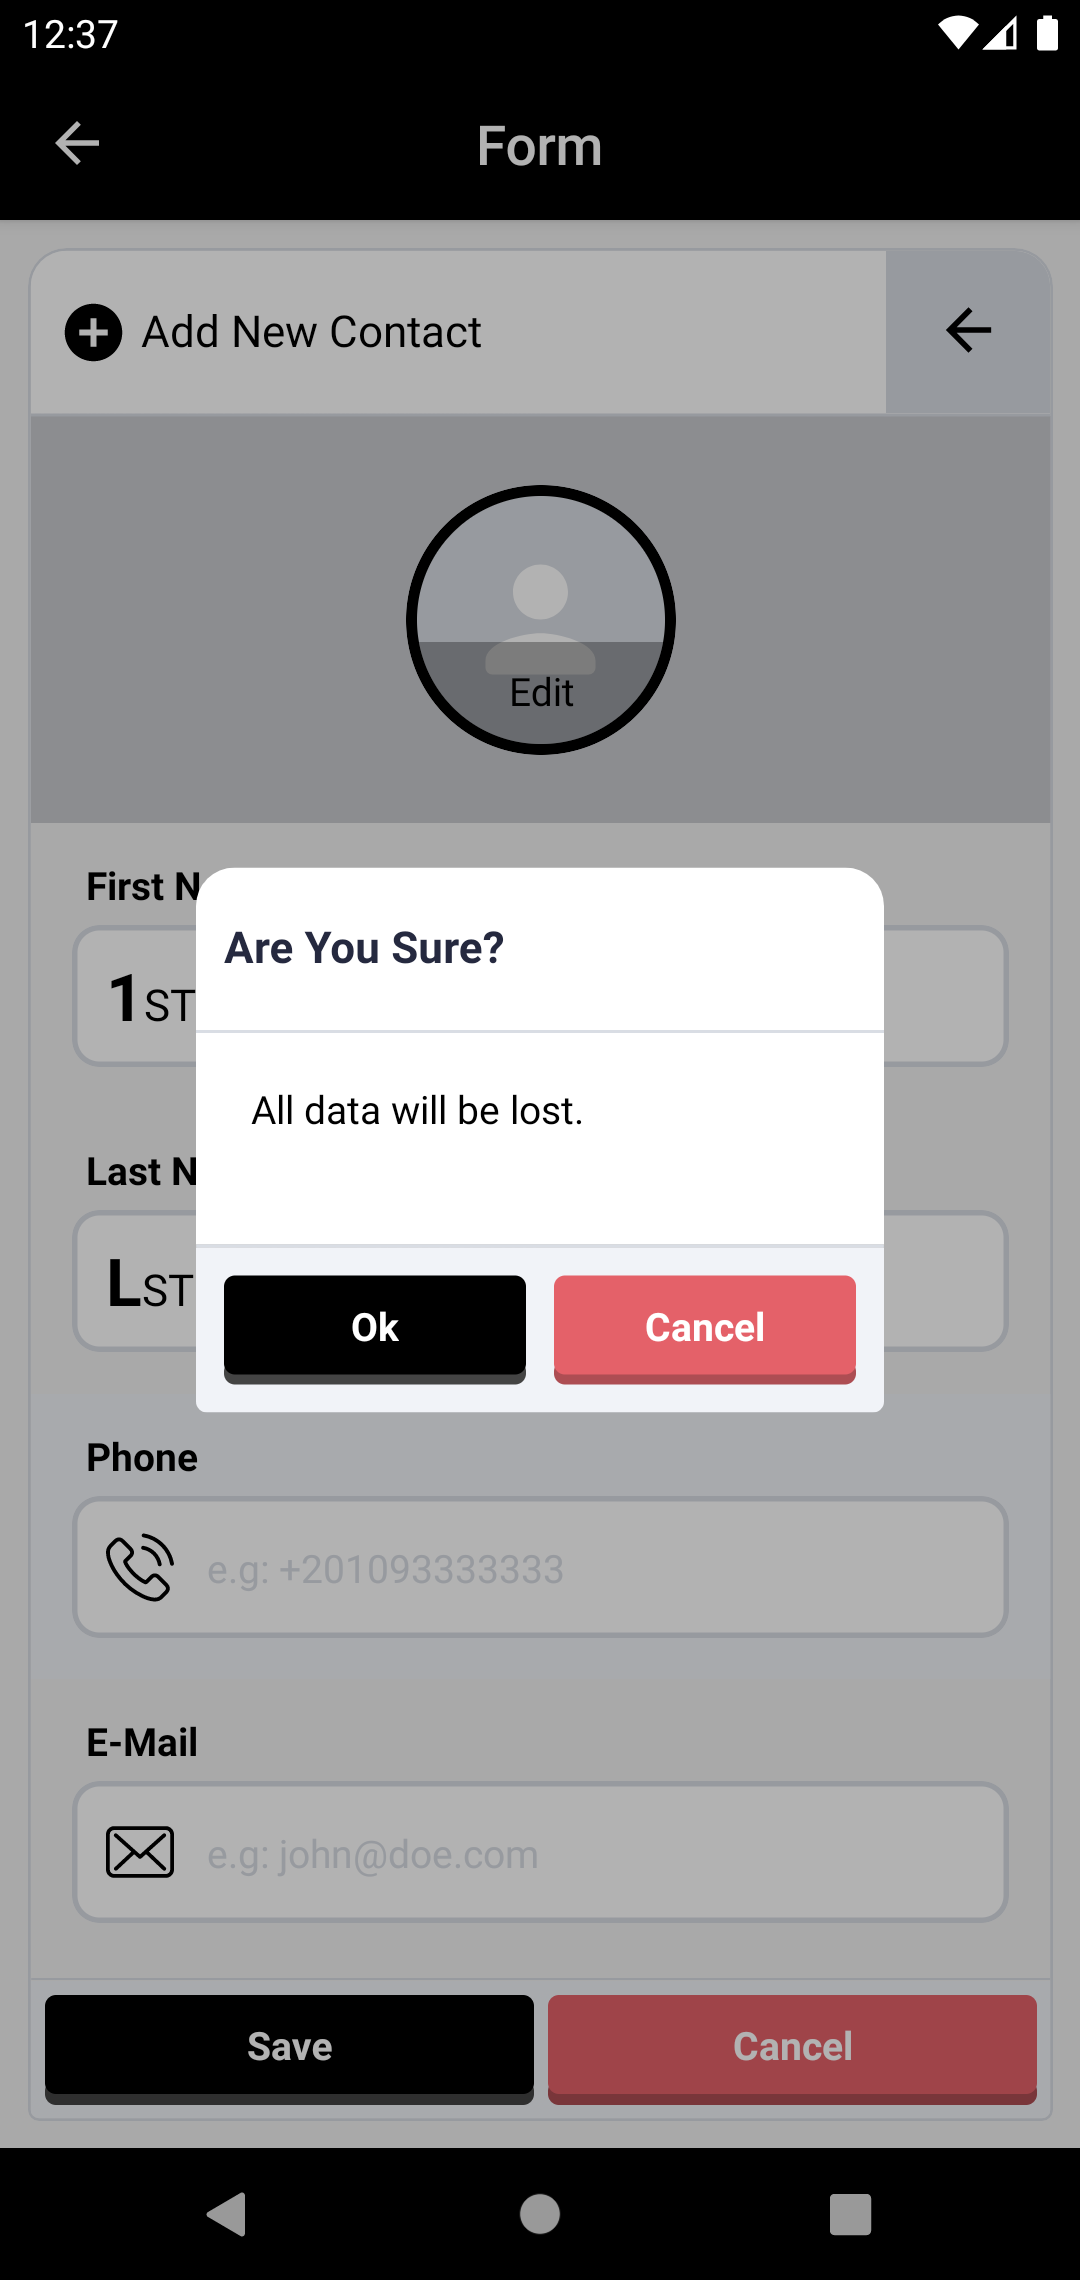 12:37
Form
Add New Contact
Edit
First N
1ST
Are You Sure?
All data will be lost.
Last N
LST
Ok
Cancel
Phone
e.g: +201093333333
E-Mail
e.g: john@doe.com
Save
Cancel